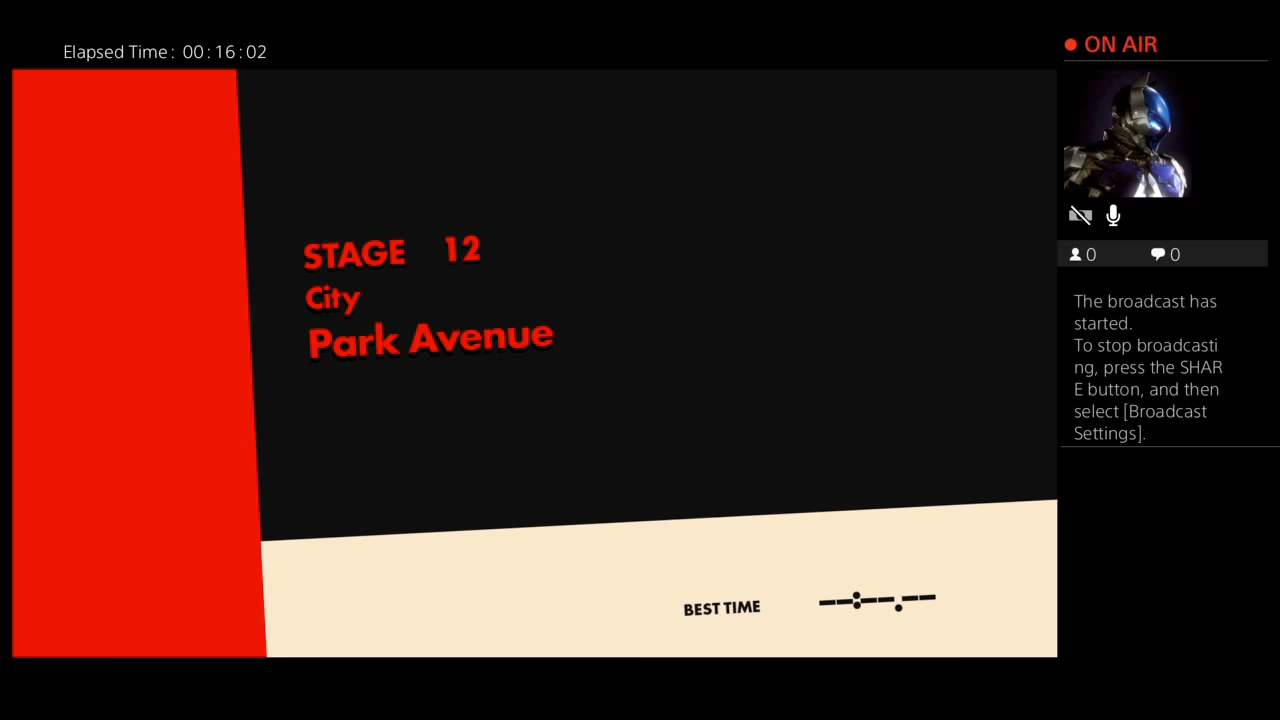 Elapsed Time: 00:16:02
ON AIR
STAGE 12
City
Park Avenue
0 0
The broadcast has
started.
To stop broadcasti
ng, press the SHAR
E button, and then
select [Broadcast
Settings].
BEST TIME --:--.--